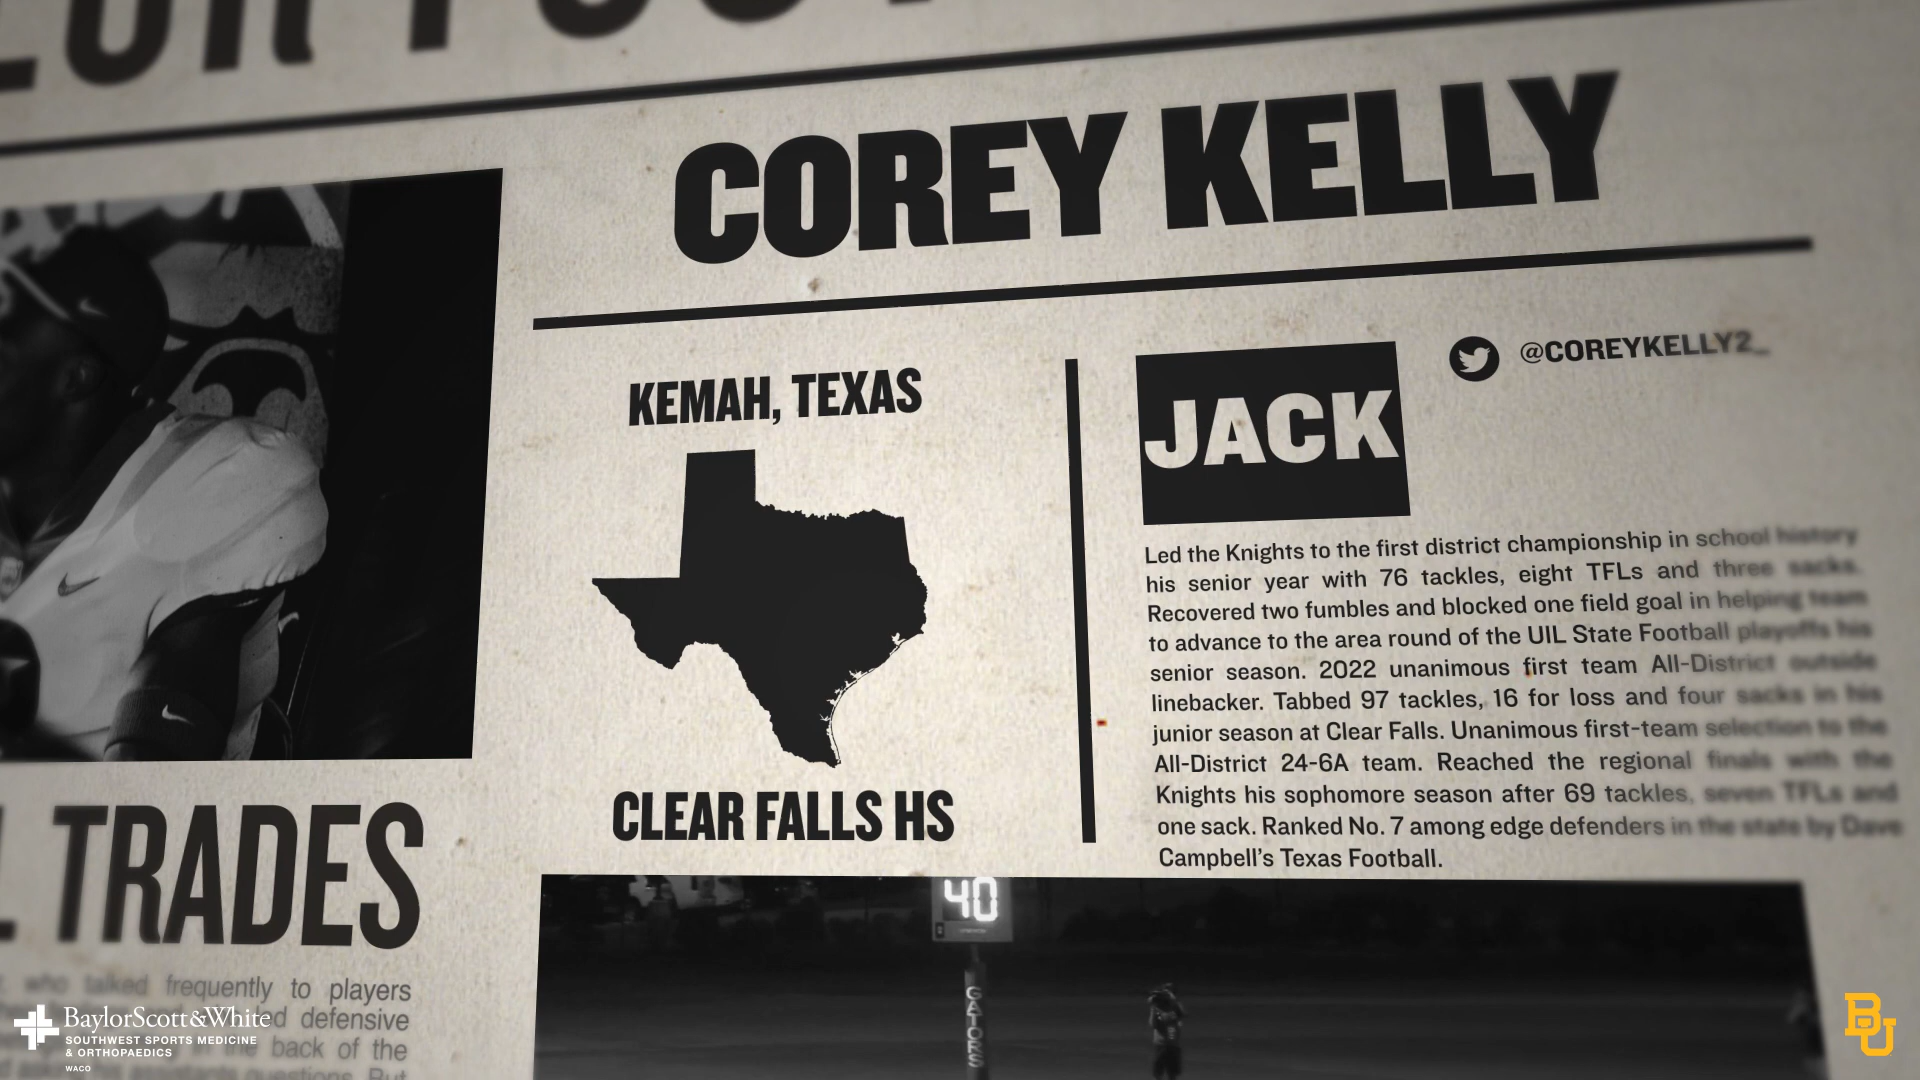 COREY KELLY
KEMAH, TEXAS
CLEAR FALLS HS
JACK
@COREYKELLY2_
Led the Knights to the first district championship in school history
his senior year with 76 tackles, eight TFLs and three sacks.
Recovered two fumbles and blocked one field goal in helping team
to advance to the area round of the UIL State Football playoffs his
senior season. 2022 unanimous first team All-District outside
linebacker. Tabbed 97 tackles, 16 for loss and four sacks in his
junior season at Clear Falls. Unanimous first-team selection to the
All-District 24-6A team. Reached the regional finals with the
Knights his sophomore season after 69 tackles, seven TFLs and
one sack. Ranked No. 7 among edge defenders in the state by Dave
Campbell's Texas Football.
TRADES
who talked frequently to players
defensive
back of the
40
GATORS
BaylorScott&White
SOUTHWEST SPORTS MEDICINE
& ORTHOPAEDICS
WACO
BU